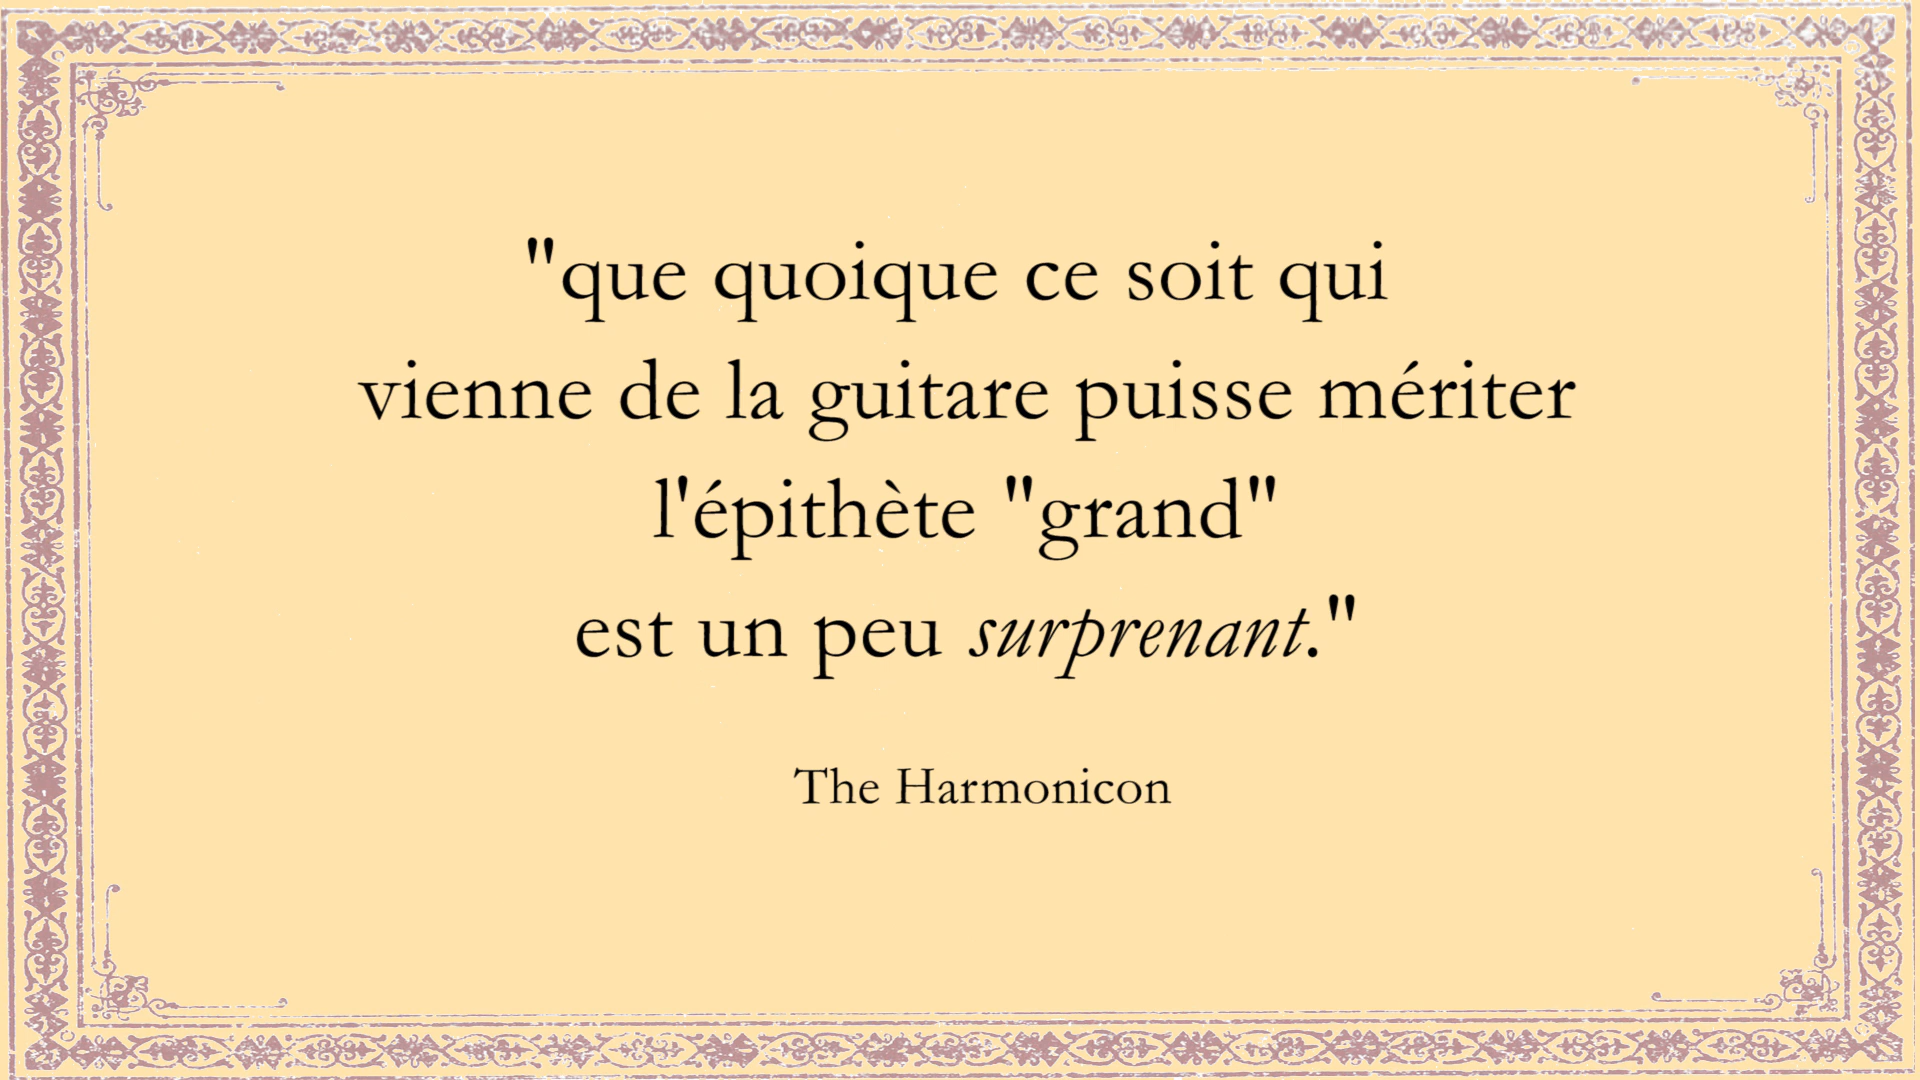 "que quoique ce soit qui
vienne de la guitare puisse mériter
l'épithète "grand"
est un peu surprenant."
The Harmonicon